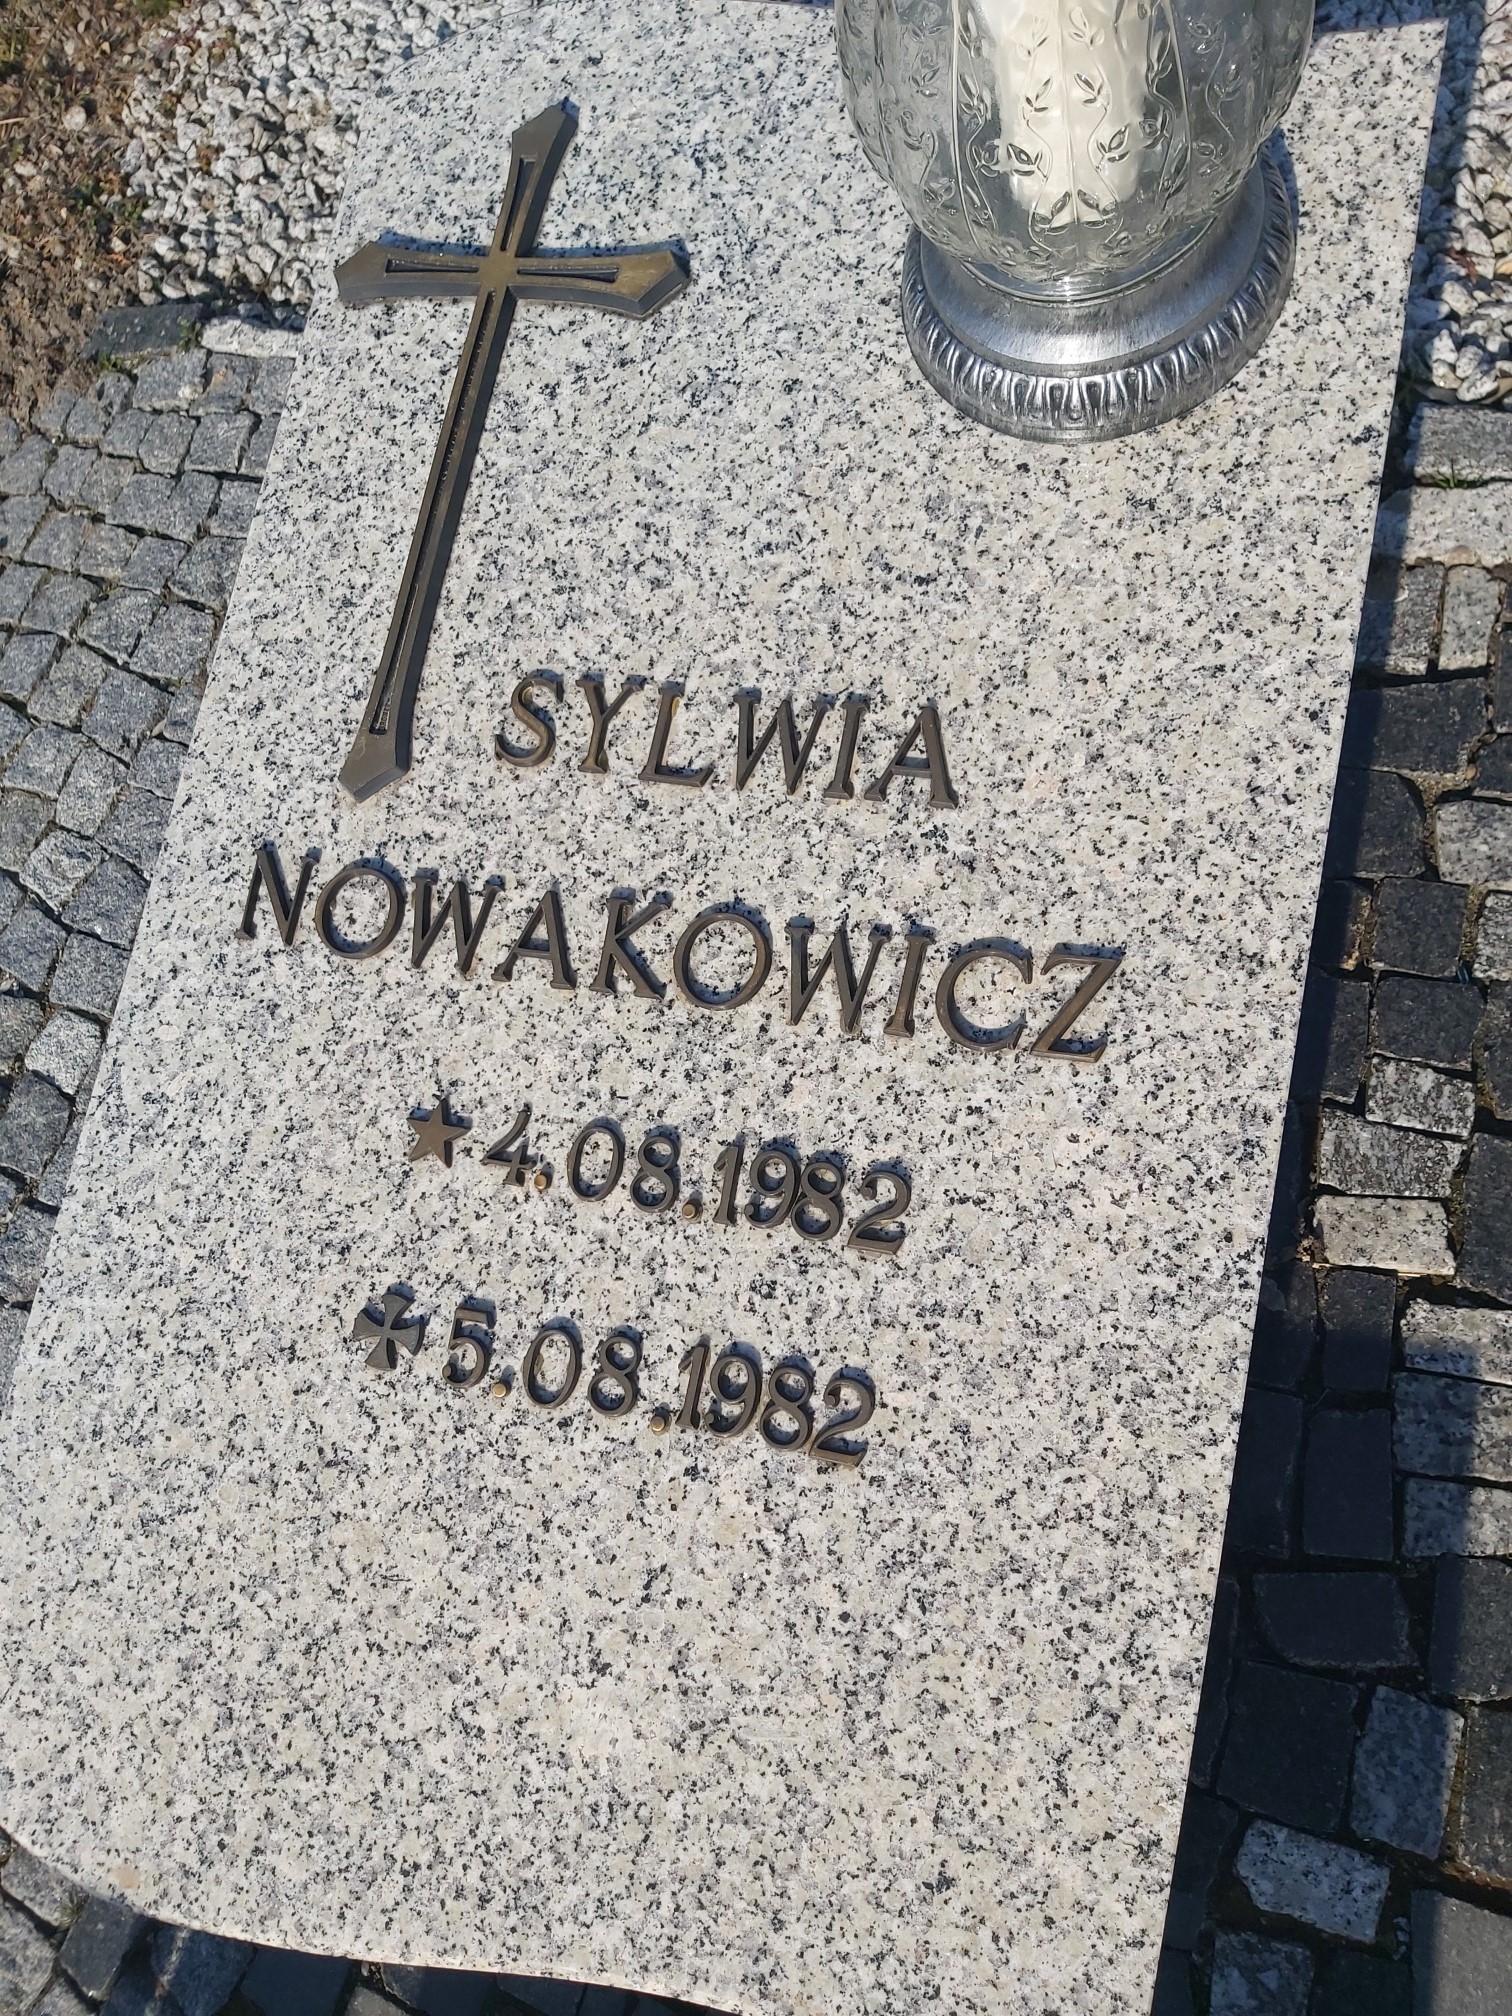 SYLWIA
NOWAKOWICZ
★ 4.08.1982
✠ 5.08.1982